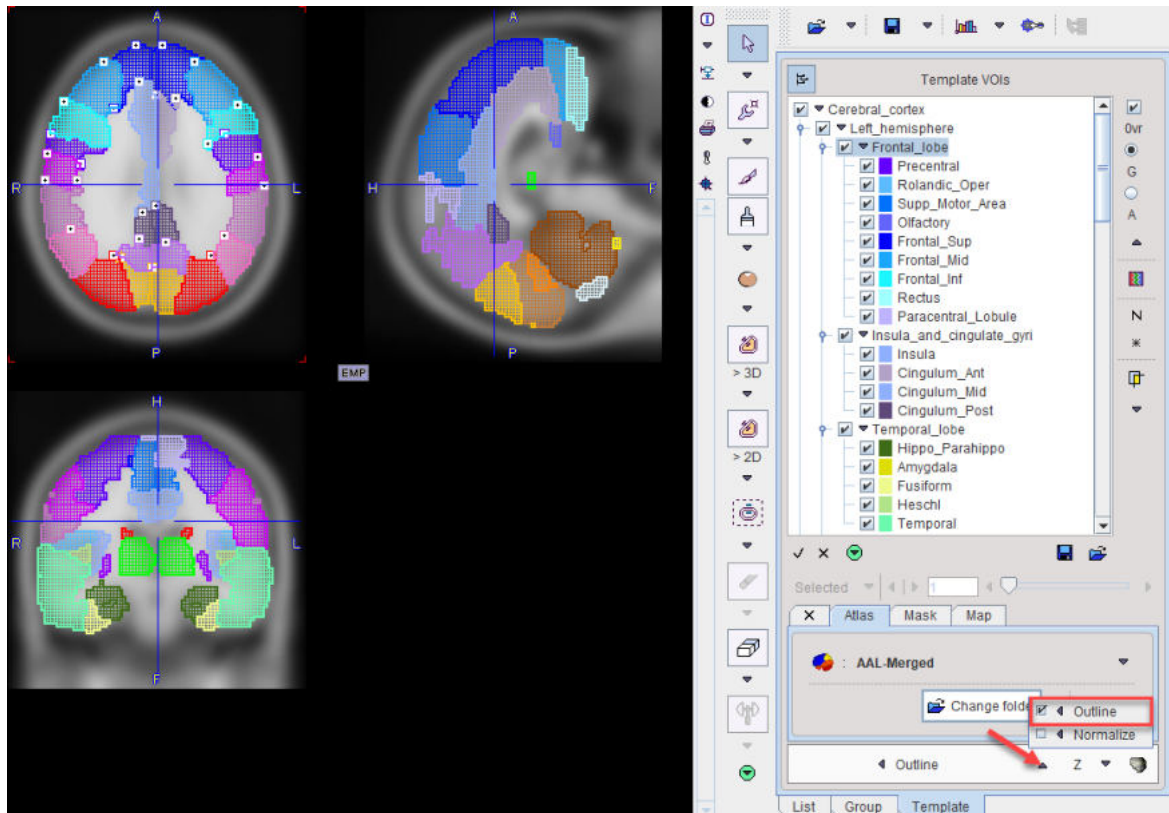 A
A
R
L
H
F
P
P
EMP
H
R
L
F
> 3D
> 2D
Template VOIs
Cerebral_cortex
Left_hemisphere
Frontal_lobe
Precentral
Rolandic_Oper
Supp_Motor_Area
Olfactory
Frontal_Sup
Frontal_Mid
Frontal_Inf
Rectus
Paracentral_Lobule
Insula_and_cingulate_gyri
Insula
Cingulum_Ant
Cingulum_Mid
Cingulum_Post
Temporal_lobe
Hippo_Parahippo
Amygdala
Fusiform
Heschl
Temporal
0vr
G
A
N
Selected 1
X Atlas Mask Map
: AAL-Merged
Change folde
Outline
Normalize
Outline Z
List Group Template